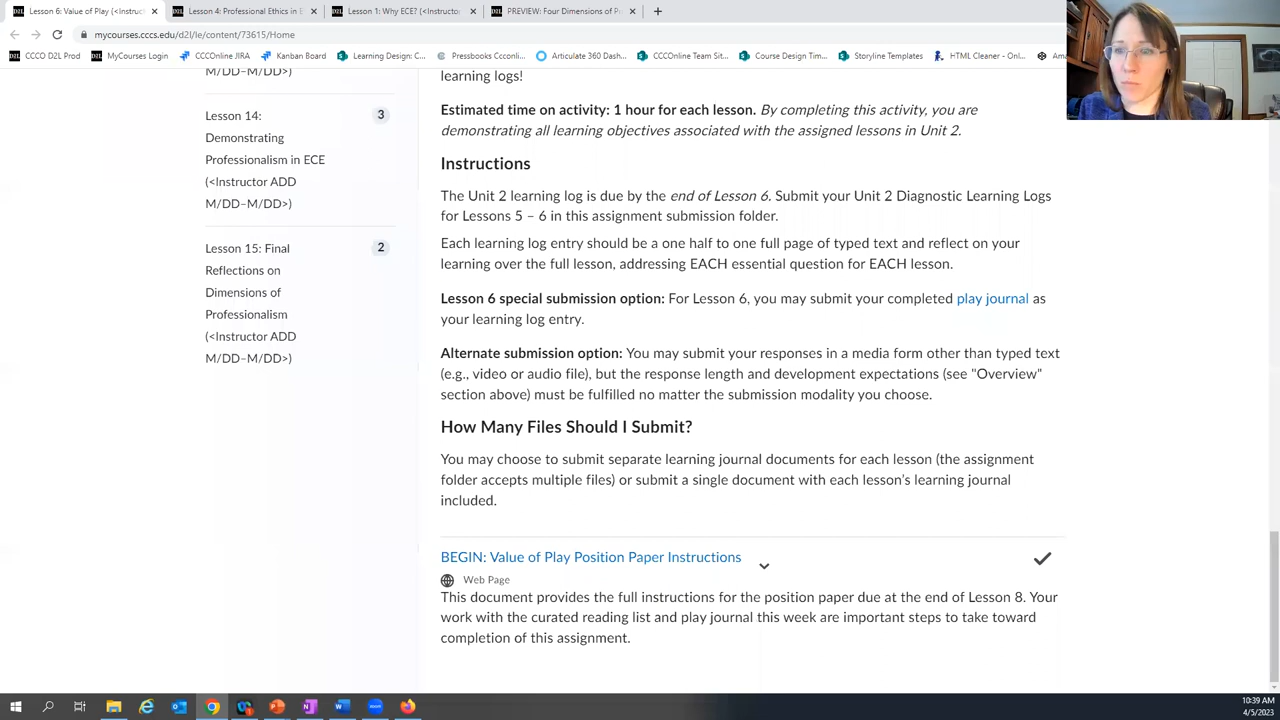 Lesson 6: Value of Play (<Instruct
Lesson 4: Professional Ethics in E
Lesson 1: Why ECE? (<Instructor
PREVIEW: Four Dimensions of P
mycourses.cccs.edu/d2l/le/content/73615/Home
CCCO D2L Prod
MyCourses Login
CCCOnline JIRA
Kanban Board
Learning Design: C...
Pressbooks Ccconli...
Articulate 360 Dash...
CCCOnline Team Sit...
Course Design Tim...
Storyline Templates
HTML Cleaner - Onl...
M/DD–M/DD>)
Lesson 14:
Demonstrating
Professionalism in ECE
(<Instructor ADD
M/DD–M/DD>)
3
Lesson 15: Final
Reflections on
Dimensions of
Professionalism
(<Instructor ADD
M/DD–M/DD>)
2
learning logs!
Estimated time on activity: 1 hour for each lesson. By completing this activity, you are
demonstrating all learning objectives associated with the assigned lessons in Unit 2.
Instructions
The Unit 2 learning log is due by the end of Lesson 6. Submit your Unit 2 Diagnostic Learning Logs
for Lessons 5 – 6 in this assignment submission folder.
Each learning log entry should be a one half to one full page of typed text and reflect on your
learning over the full lesson, addressing EACH essential question for EACH lesson.
Lesson 6 special submission option: For Lesson 6, you may submit your completed play journal as
your learning log entry.
Alternate submission option: You may submit your responses in a media form other than typed text
(e.g., video or audio file), but the response length and development expectations (see "Overview"
section above) must be fulfilled no matter the submission modality you choose.
How Many Files Should I Submit?
You may choose to submit separate learning journal documents for each lesson (the assignment
folder accepts multiple files) or submit a single document with each lesson's learning journal
included.
BEGIN: Value of Play Position Paper Instructions
Web Page
This document provides the full instructions for the position paper due at the end of Lesson 8. Your
work with the curated reading list and play journal this week are important steps to take toward
completion of this assignment.
10:39 AM
4/5/2023